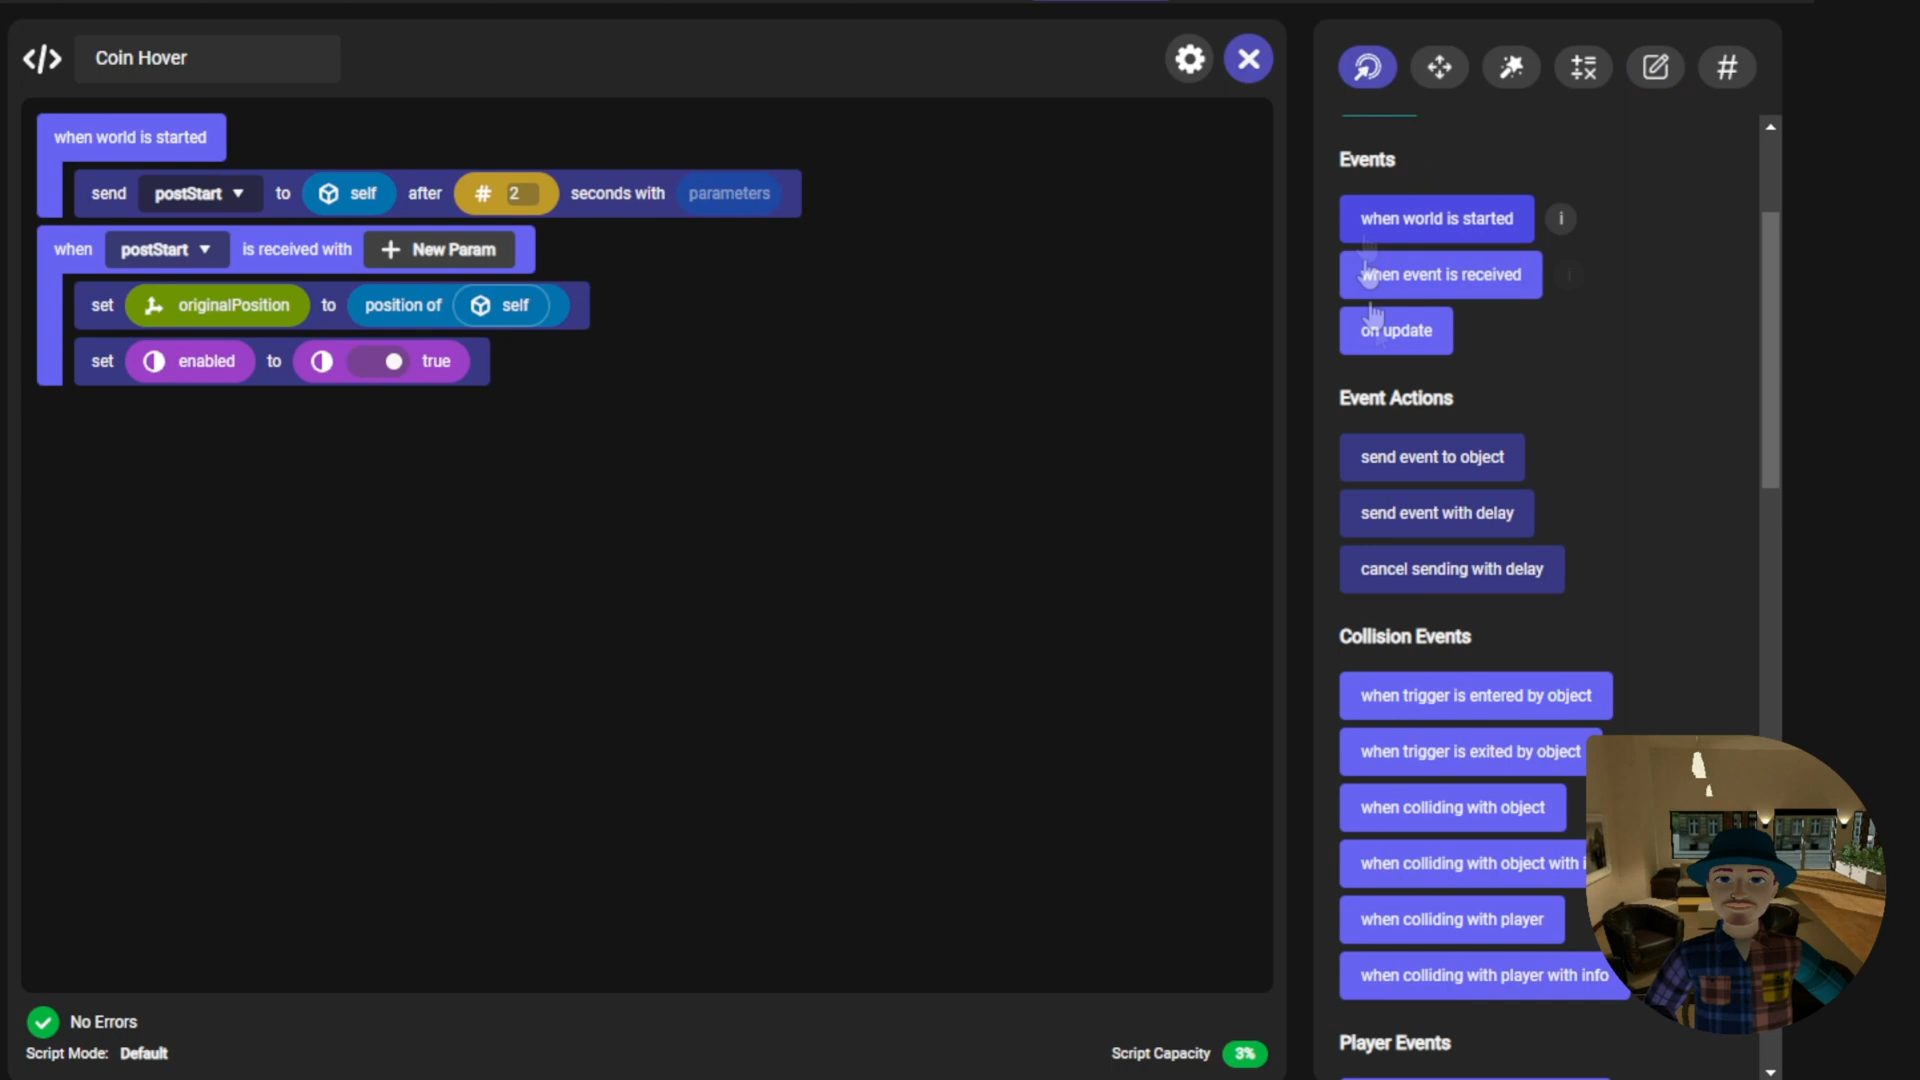 Coin Hover
when world is started
send postStart to self after # 2 seconds with parameters
when postStart is received with + New Param
set originalPosition to position of self
set enabled to true
No Errors
Script Mode: Default
Script Capacity 3%
#
Events
when world is started i
when event is received i
on update
Event Actions
send event to object
send event with delay
cancel sending with delay
Collision Events
when trigger is entered by object
when trigger is exited by object
when colliding with object
when colliding with object with i
when colliding with player
when colliding with player with info
Player Events